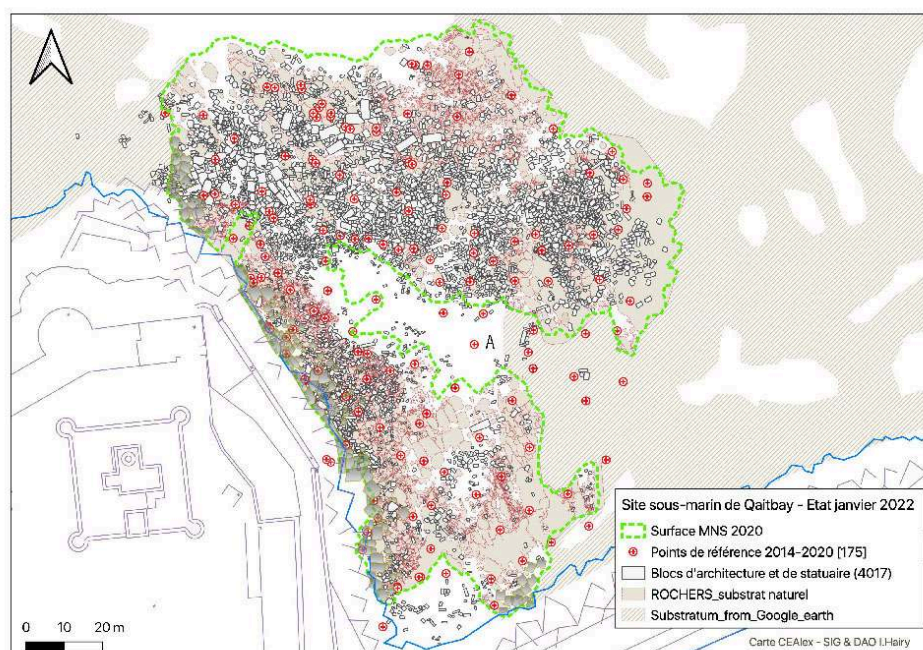 A
Site sous-marin de Qaitbay - Etat janvier 2022
Surface MNS 2020
Points de référence 2014-2020 [175]
Blocs d'architecture et de statuaire (4017)
ROCHERS_substrat naturel
Substratum_from_Google_earth
0 10 20 m
Carte CEAlex - SIG & DAO I.Hairy